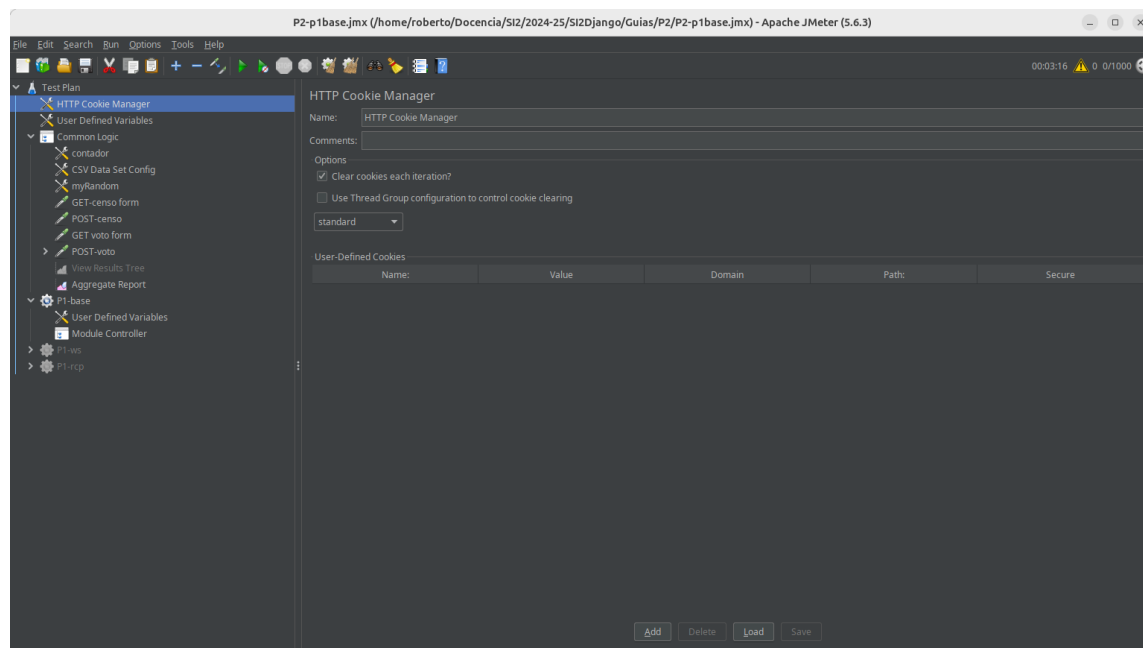 P2-p1base.jmx (/home/roberto/Docencia/SI2/2024-25/SI2Django/Guias/P2/P2-p1base.jmx) - Apache JMeter (5.6.3)
File Edit Search Run Options Tools Help
00:03:16 0 0/1000
Test Plan
HTTP Cookie Manager
User Defined Variables
Common Logic
contador
CSV Data Set Config
myRandom
GET-censo form
POST-censo
GET voto form
POST-voto
View Results Tree
Aggregate Report
P1-base
User Defined Variables
Module Controller
P1-ws
P1-rcp
HTTP Cookie Manager
Name: HTTP Cookie Manager
Comments:
Options
Clear cookies each iteration?
Use Thread Group configuration to control cookie clearing
standard
User-Defined Cookies
Name: Value Domain Path: Secure
Add Delete Load Save